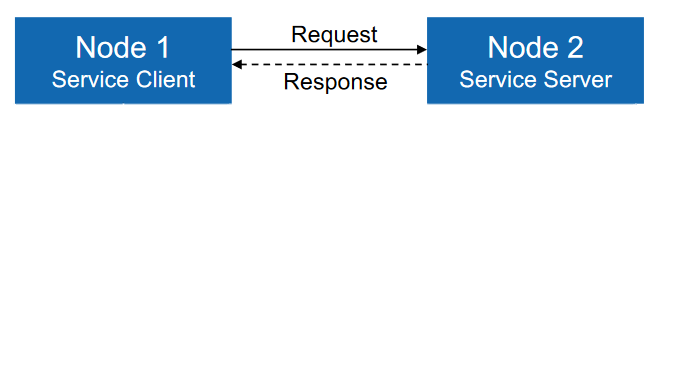 Node 1
Service Client
Request
Response
Node 2
Service Server